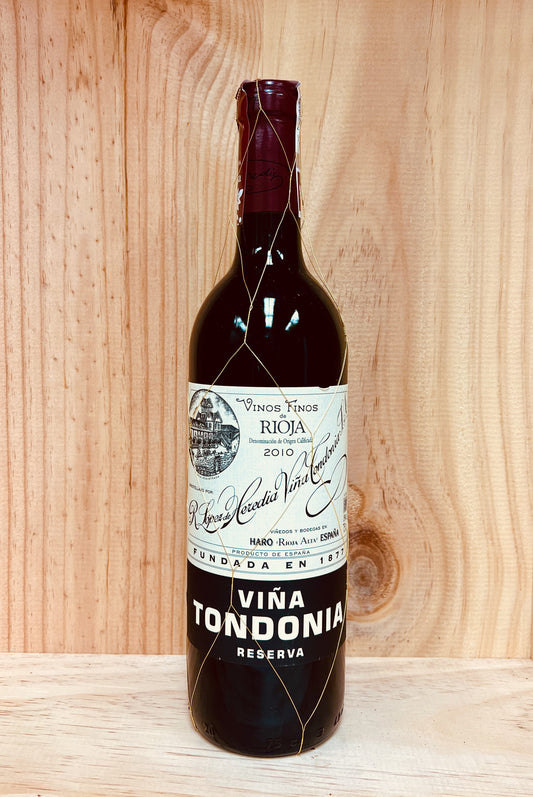 VINOS FINOS
de
RIOJA
Denominación de Origen Calificada
2010
R. López de Heredia Viña Tondonia
VIÑEDOS Y BODEGAS EN
HARO (RIOJA ALTA) ESPAÑA
PRODUCTO DE ESPAÑA
FUNDADA EN 1877
VIÑA
TONDONIA
RESERVA